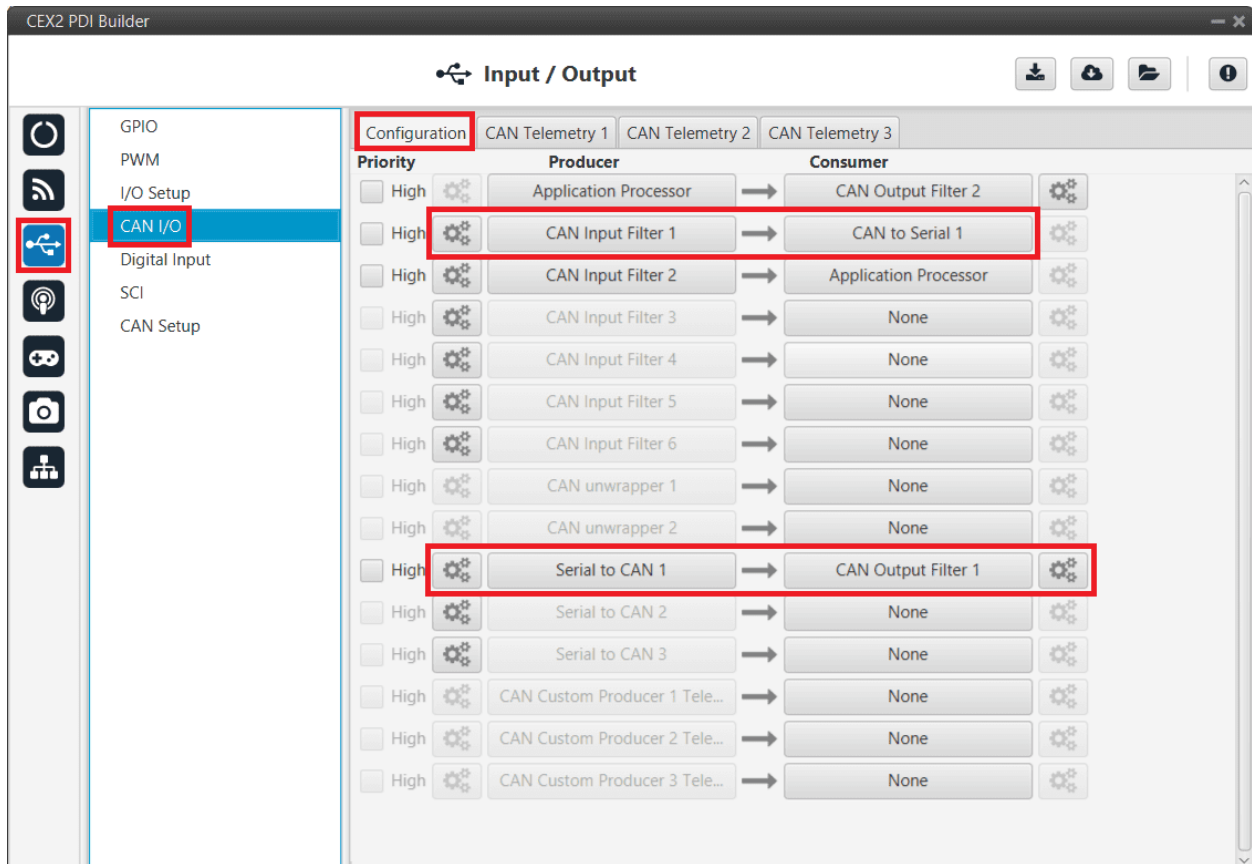 CEX2 PDI Builder
Input / Output
GPIO
PWM
I/O Setup
CAN I/O
Digital Input
SCI
CAN Setup
Configuration CAN Telemetry 1 CAN Telemetry 2 CAN Telemetry 3
Priority Producer Consumer
High Application Processor CAN Output Filter 2
High CAN Input Filter 1 CAN to Serial 1
High CAN Input Filter 2 Application Processor
High CAN Input Filter 3 None
High CAN Input Filter 4 None
High CAN Input Filter 5 None
High CAN Input Filter 6 None
High CAN unwrapper 1 None
High CAN unwrapper 2 None
High Serial to CAN 1 CAN Output Filter 1
High Serial to CAN 2 None
High Serial to CAN 3 None
High CAN Custom Producer 1 Tele... None
High CAN Custom Producer 2 Tele... None
High CAN Custom Producer 3 Tele... None